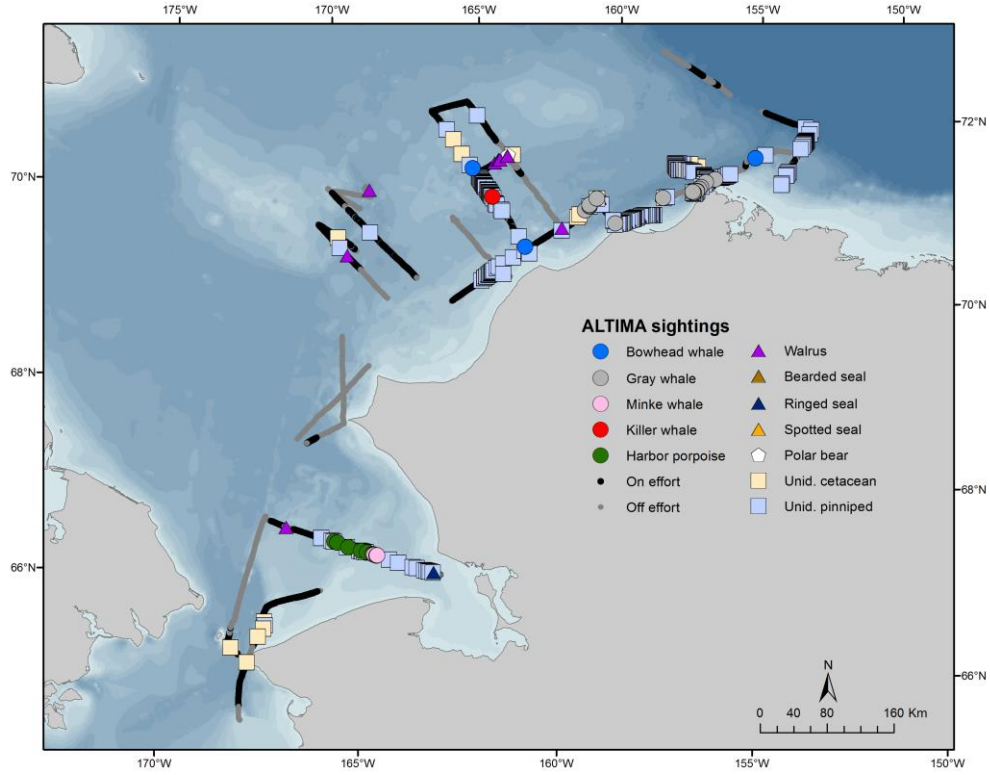 175°W 170°W 165°W 160°W 155°W 150°W
72°N
70°N
70°N
ALTIMA sightings
Bowhead whale Walrus
Gray whale Bearded seal
68°N
Minke whale Ringed seal
Killer whale Spotted seal
Harbor porpoise Polar bear
On effort Unid. cetacean
68°N
Off effort Unid. pinniped
66°N
N
66°N
0 40 80 120 160 Km
170°W 165°W 160°W 155°W 150°W